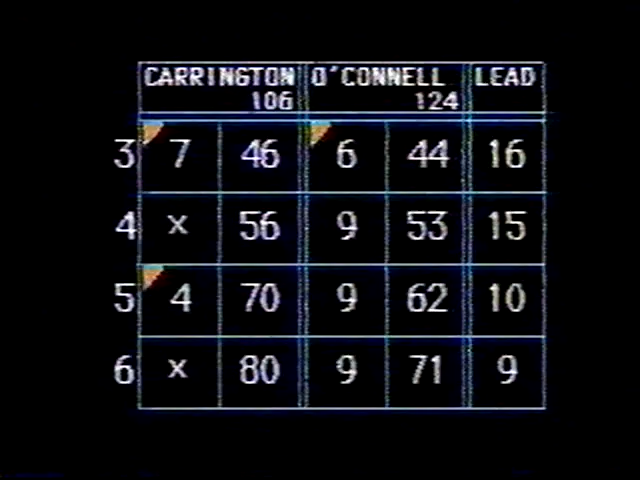 CARRINGTON O'CONNELL LEAD
106 124
3 7 46 6 44 16
4 x 56 9 53 15
5 4 70 9 62 10
6 x 80 9 71 9